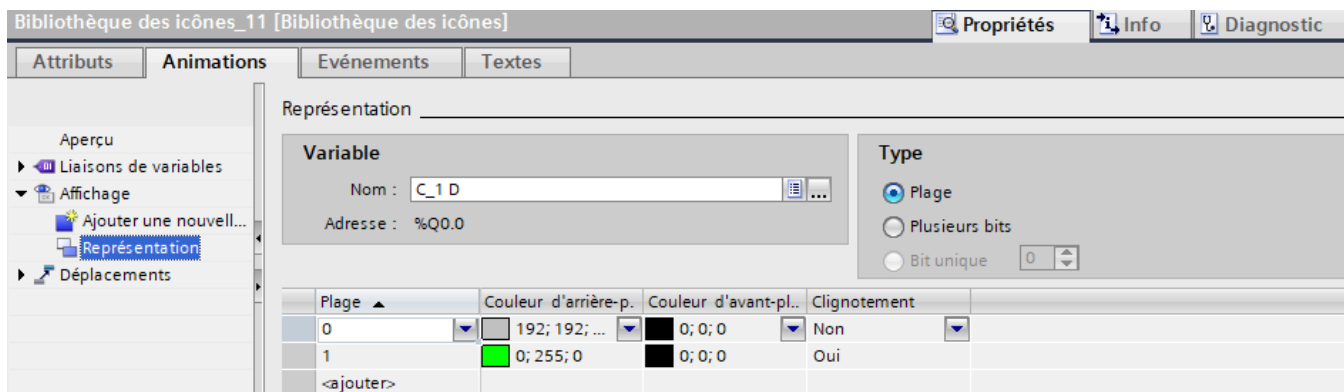 Bibliothèque des icônes_11 [Bibliothèque des icônes]
Propriétés Info Diagnostic
Attributs Animations Evénements Textes
Représentation
Aperçu
Liaisons de variables
Affichage
Ajouter une nouvell...
Représentation
Déplacements
Variable
Nom : C_1 D ...
Adresse : %Q0.0
Type
Plage
Plusieurs bits
Bit unique 0
Plage Couleur d'arrière-p. Couleur d'avant-pl.. Clignotement
0 192; 192; ... 0; 0; 0 Non
1 0; 255; 0 0; 0; 0 Oui
<ajouter>